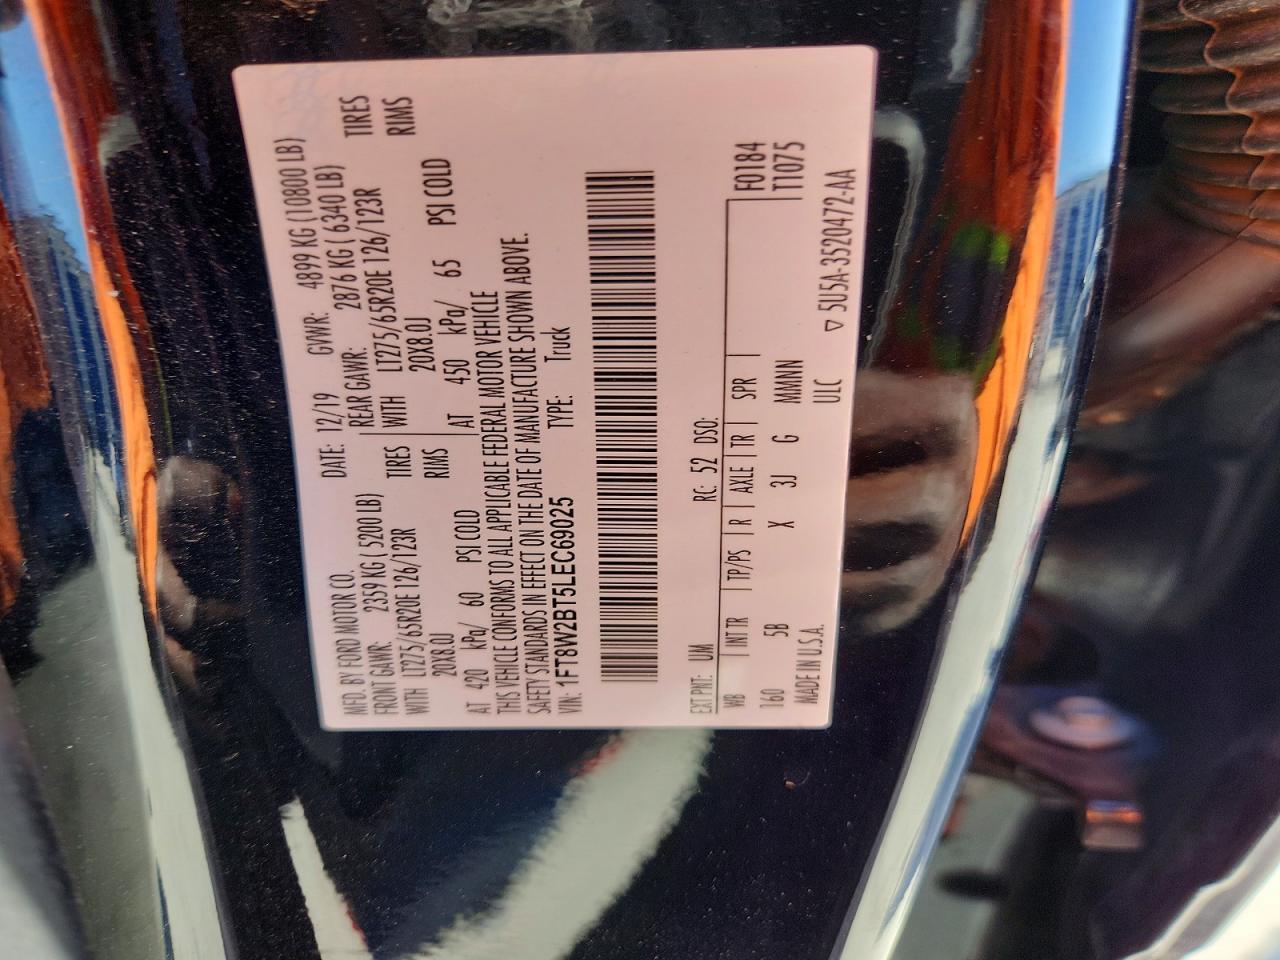 MFD. BY FORD MOTOR CO. DATE: 12/19 GVWR: 4899 KG (10800 LB)
FRONT GAWR: 2359 KG ( 5200 LB) REAR GAWR: 2876 KG ( 6340 LB)
WITH LT275/65R20E 126/123R TIRES WITH LT275/65R20E 126/123R TIRES
20X8.0J RIMS 20X8.0J RIMS
AT 420 kPa/ 60 PSI COLD AT 450 kPa/ 65 PSI COLD
THIS VEHICLE CONFORMS TO ALL APPLICABLE FEDERAL MOTOR VEHICLE
SAFETY STANDARDS IN EFFECT ON THE DATE OF MANUFACTURE SHOWN ABOVE.
VIN: 1FT8W2BT5LEC69025 TYPE: Truck
EXT PNT: UM RC: 52 DSO: F0184
WB INT TR TP/PS R AXLE TR SPR T1075
160 5B X 3J G MMNN
MADE IN U.S.A. ULC ▽ 5U5A-3520472-AA